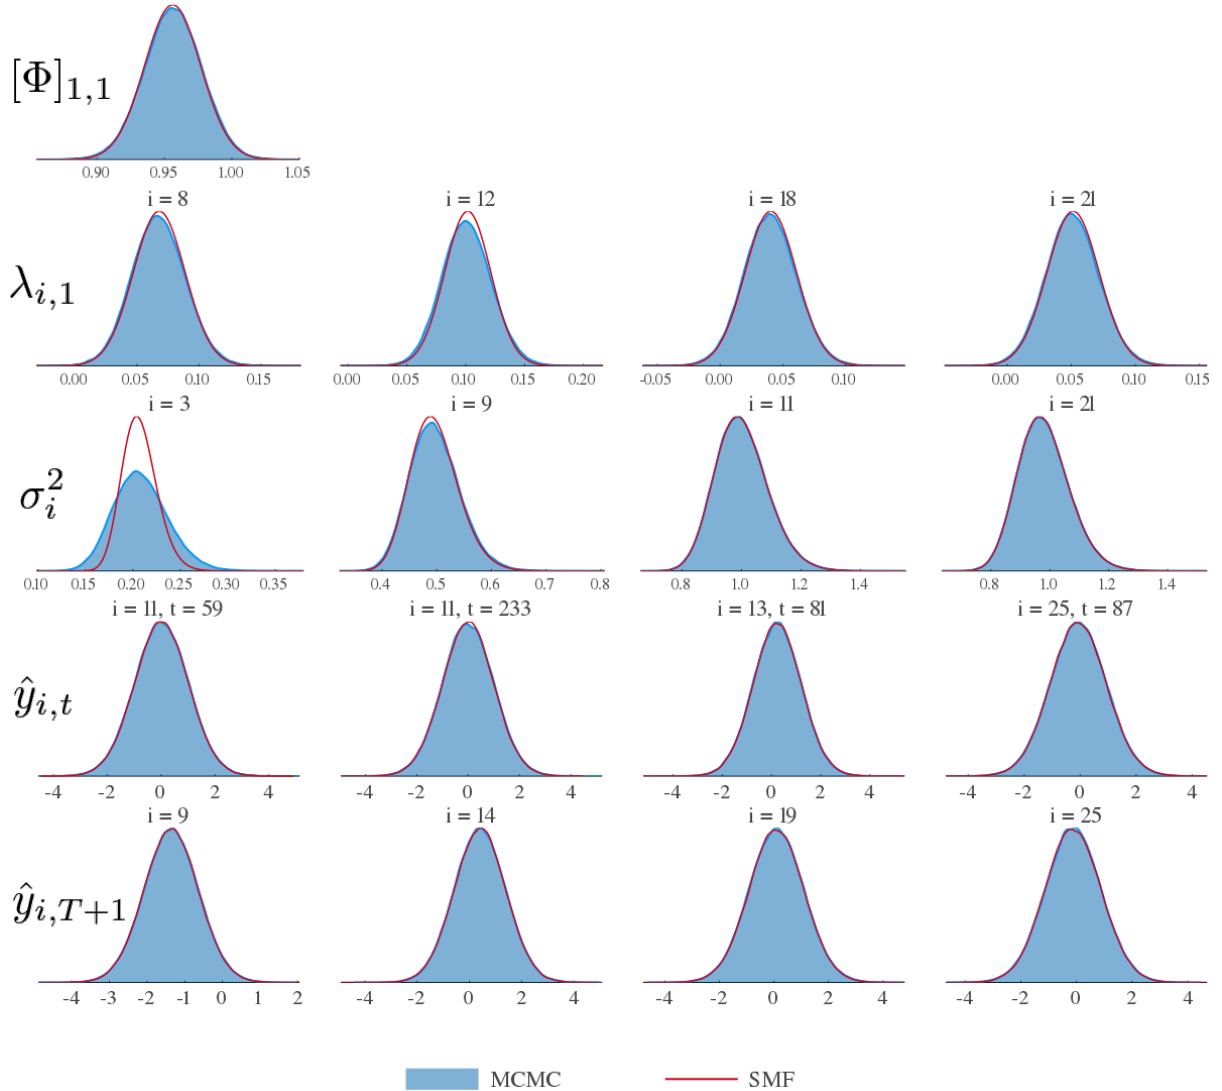 [Φ]1,1
0.90 0.95 1.00 1.05
i = 8 i = 12 i = 18 i = 21
λi,1
0.00 0.05 0.10 0.15 0.00 0.05 0.10 0.15 0.20 -0.05 0.00 0.05 0.10 0.00 0.05 0.10 0.15
i = 3 i = 9 i = 11 i = 21
σ²i
0.10 0.15 0.20 0.25 0.30 0.35 0.4 0.5 0.6 0.7 0.8 0.8 1.0 1.2 1.4 0.8 1.0 1.2 1.4
i = 11, t = 59 i = 11, t = 233 i = 13, t = 81 i = 25, t = 87
ŷi,t
-4 -2 0 2 4 -4 -2 0 2 4 -4 -2 0 2 4 -4 -2 0 2 4
i = 9 i = 14 i = 19 i = 25
ŷi,T+1
-4 -3 -2 -1 0 1 2 -4 -2 0 2 4 -4 -2 0 2 4 -4 -2 0 2 4
MCMC SMF